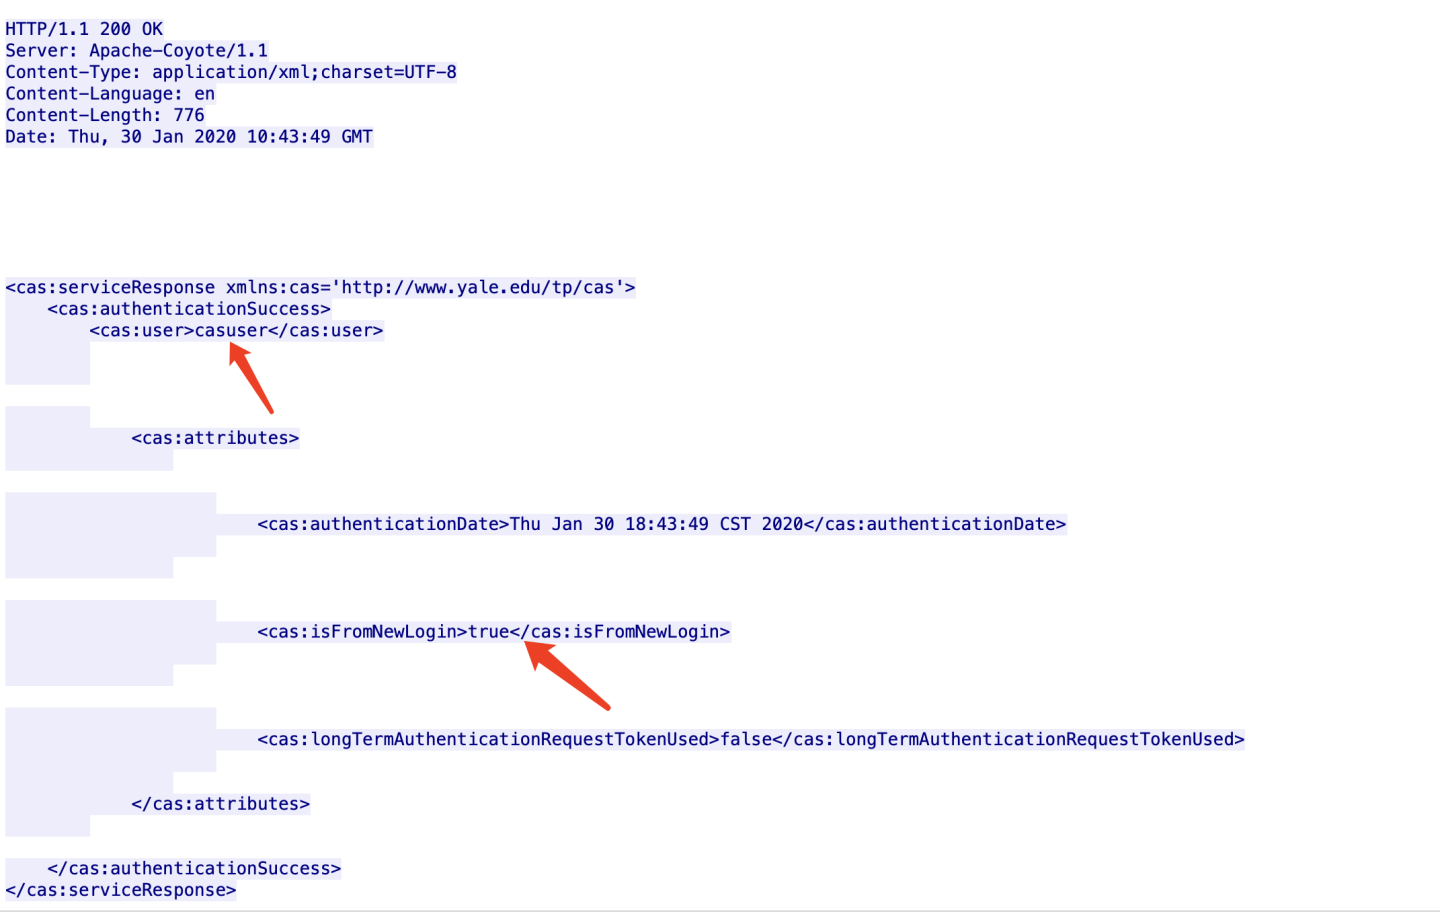 HTTP/1.1 200 OK
Server: Apache-Coyote/1.1
Content-Type: application/xml;charset=UTF-8
Content-Language: en
Content-Length: 776
Date: Thu, 30 Jan 2020 10:43:49 GMT
<cas:serviceResponse xmlns:cas='http://www.yale.edu/tp/cas'>
<cas:authenticationSuccess>
<cas:user>casuser</cas:user>
<cas:attributes>
<cas:authenticationDate>Thu Jan 30 18:43:49 CST 2020</cas:authenticationDate>
<cas:isFromNewLogin>true</cas:isFromNewLogin>
<cas:longTermAuthenticationRequestTokenUsed>false</cas:longTermAuthenticationRequestTokenUsed>
</cas:attributes>
</cas:authenticationSuccess>
</cas:serviceResponse>